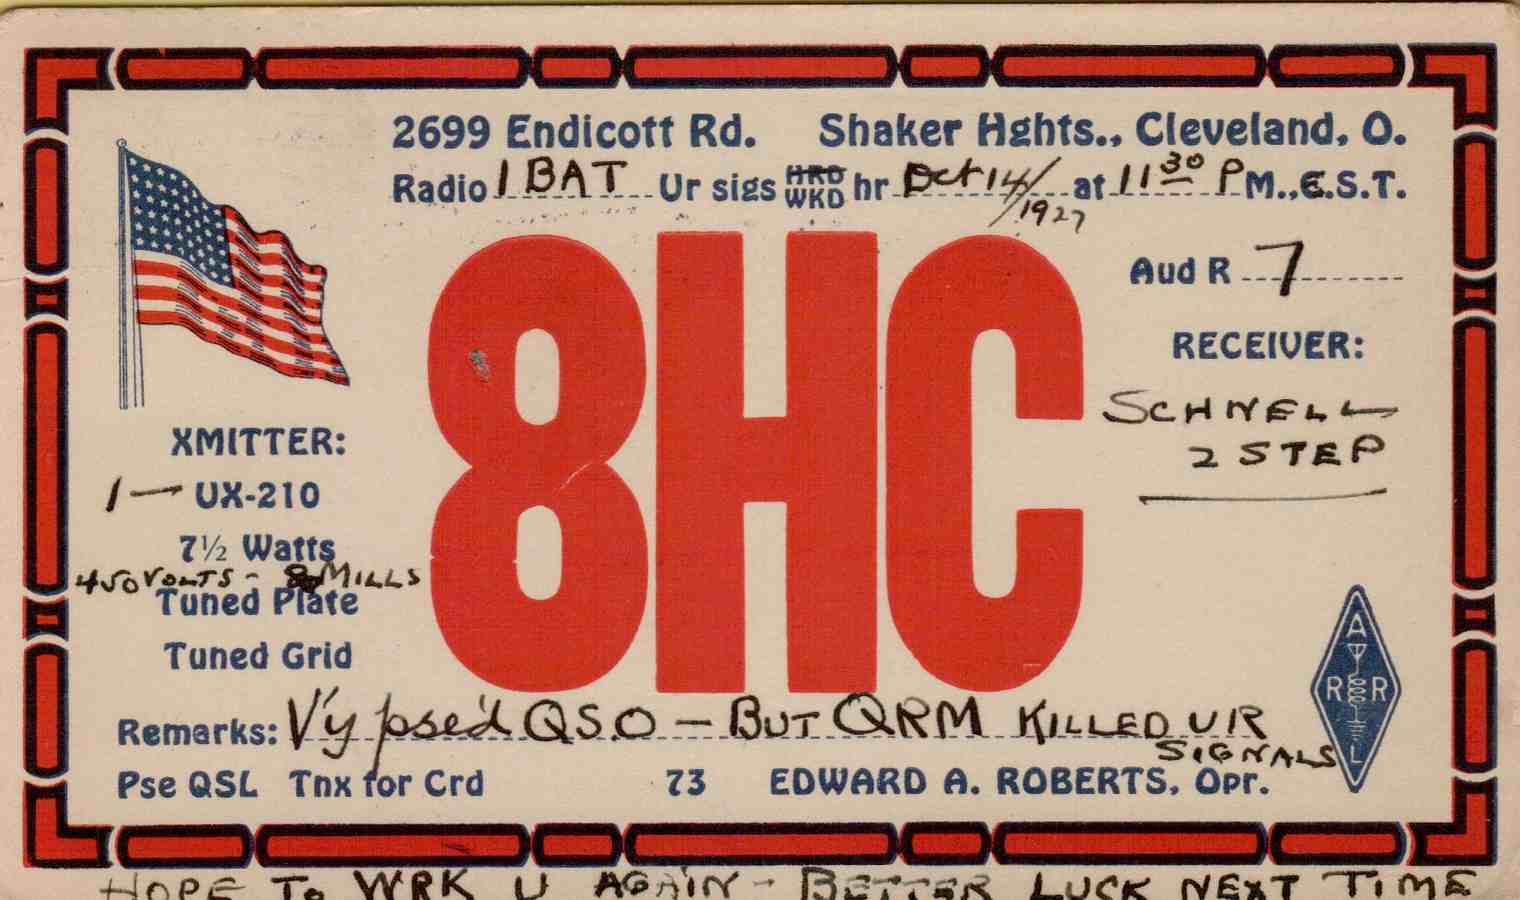 2699 Endicott Rd. Shaker Hghts., Cleveland, O.
Radio 1BAT Ur sigs HRD WKD hr Oct 14/1927 at 11 30 P M., E.S.T.
8HC
Aud R 7
RECEIVER:
SCHNELL
2 STEP
XMITTER:
1 — UX-210
7½ Watts
450 VOLTS - MILLS
Tuned Plate
Tuned Grid
A R R L
Remarks: V'y pse'd QSO — BUT QRM KILLED UR
SIGNALS
Pse QSL Tnx for Crd 73 EDWARD A. ROBERTS, Opr.
HOPE TO WRK U AGAIN - BETTER LUCK NEXT TIME